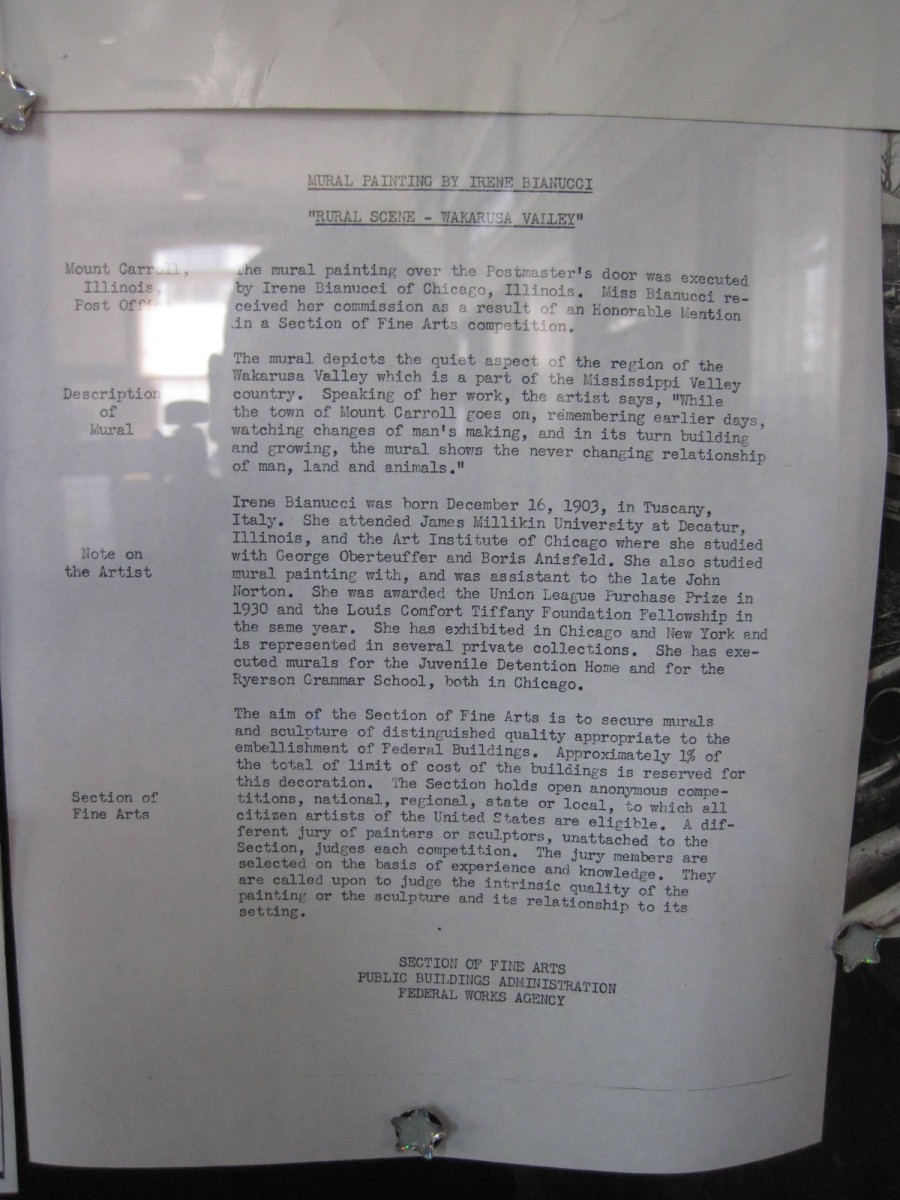 MURAL PAINTING BY IRENE BIANUCCI
"RURAL SCENE - WAKARUSA VALLEY"
Mount Carroll,
Illinois,
Post Office
The mural painting over the Postmaster's door was executed
by Irene Bianucci of Chicago, Illinois. Miss Bianucci re-
ceived her commission as a result of an Honorable Mention
in a Section of Fine Arts competition.
Description
of
Mural
The mural depicts the quiet aspect of the region of the
Wakarusa Valley which is a part of the Mississippi Valley
country. Speaking of her work, the artist says, "While
the town of Mount Carroll goes on, remembering earlier days,
watching changes of man's making, and in its turn building
and growing, the mural shows the never changing relationship
of man, land and animals."
Note on
the Artist
Irene Bianucci was born December 16, 1903, in Tuscany,
Italy. She attended James Millikin University at Decatur,
Illinois, and the Art Institute of Chicago where she studied
with George Oberteuffer and Boris Anisfeld. She also studied
mural painting with, and was assistant to the late John
Norton. She was awarded the Union League Purchase Prize in
1930 and the Louis Comfort Tiffany Foundation Fellowship in
the same year. She has exhibited in Chicago and New York and
is represented in several private collections. She has exe-
cuted murals for the Juvenile Detention Home and for the
Ryerson Grammar School, both in Chicago.
Section of
Fine Arts
The aim of the Section of Fine Arts is to secure murals
and sculpture of distinguished quality appropriate to the
embellishment of Federal Buildings. Approximately 1% of
the total of limit of cost of the buildings is reserved for
this decoration. The Section holds open anonymous compe-
titions, national, regional, state or local, to which all
citizen artists of the United States are eligible. A dif-
ferent jury of painters or sculptors, unattached to the
Section, judges each competition. The jury members are
selected on the basis of experience and knowledge. They
are called upon to judge the intrinsic quality of the
painting or the sculpture and its relationship to its
setting.
SECTION OF FINE ARTS
PUBLIC BUILDINGS ADMINISTRATION
FEDERAL WORKS AGENCY